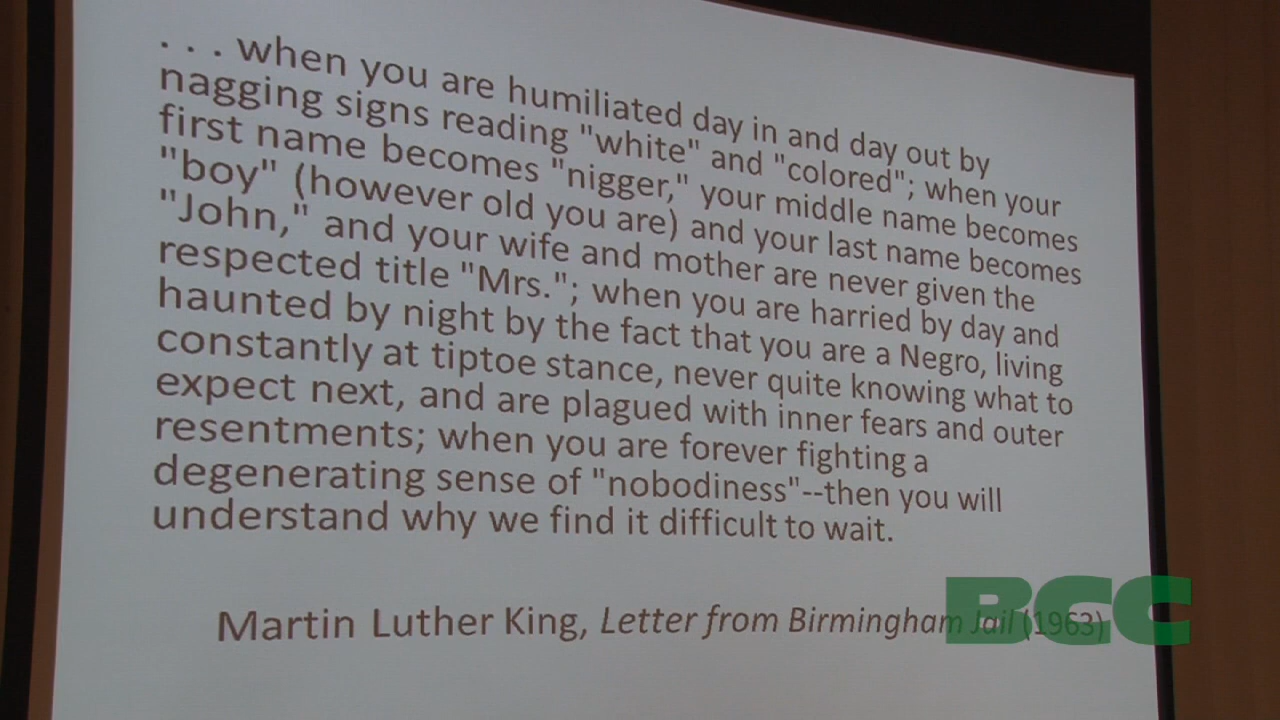 . . . when you are humiliated day in and day out by
nagging signs reading "white" and "colored"; when your
first name becomes "nigger," your middle name becomes
"boy" (however old you are) and your last name becomes
"John," and your wife and mother are never given the
respected title "Mrs."; when you are harried by day and
haunted by night by the fact that you are a Negro, living
constantly at tiptoe stance, never quite knowing what to
expect next, and are plagued with inner fears and outer
resentments; when you are forever fighting a
degenerating sense of "nobodiness"--then you will
understand why we find it difficult to wait.
Martin Luther King, Letter from Birmingham Jail (1963)
BCC